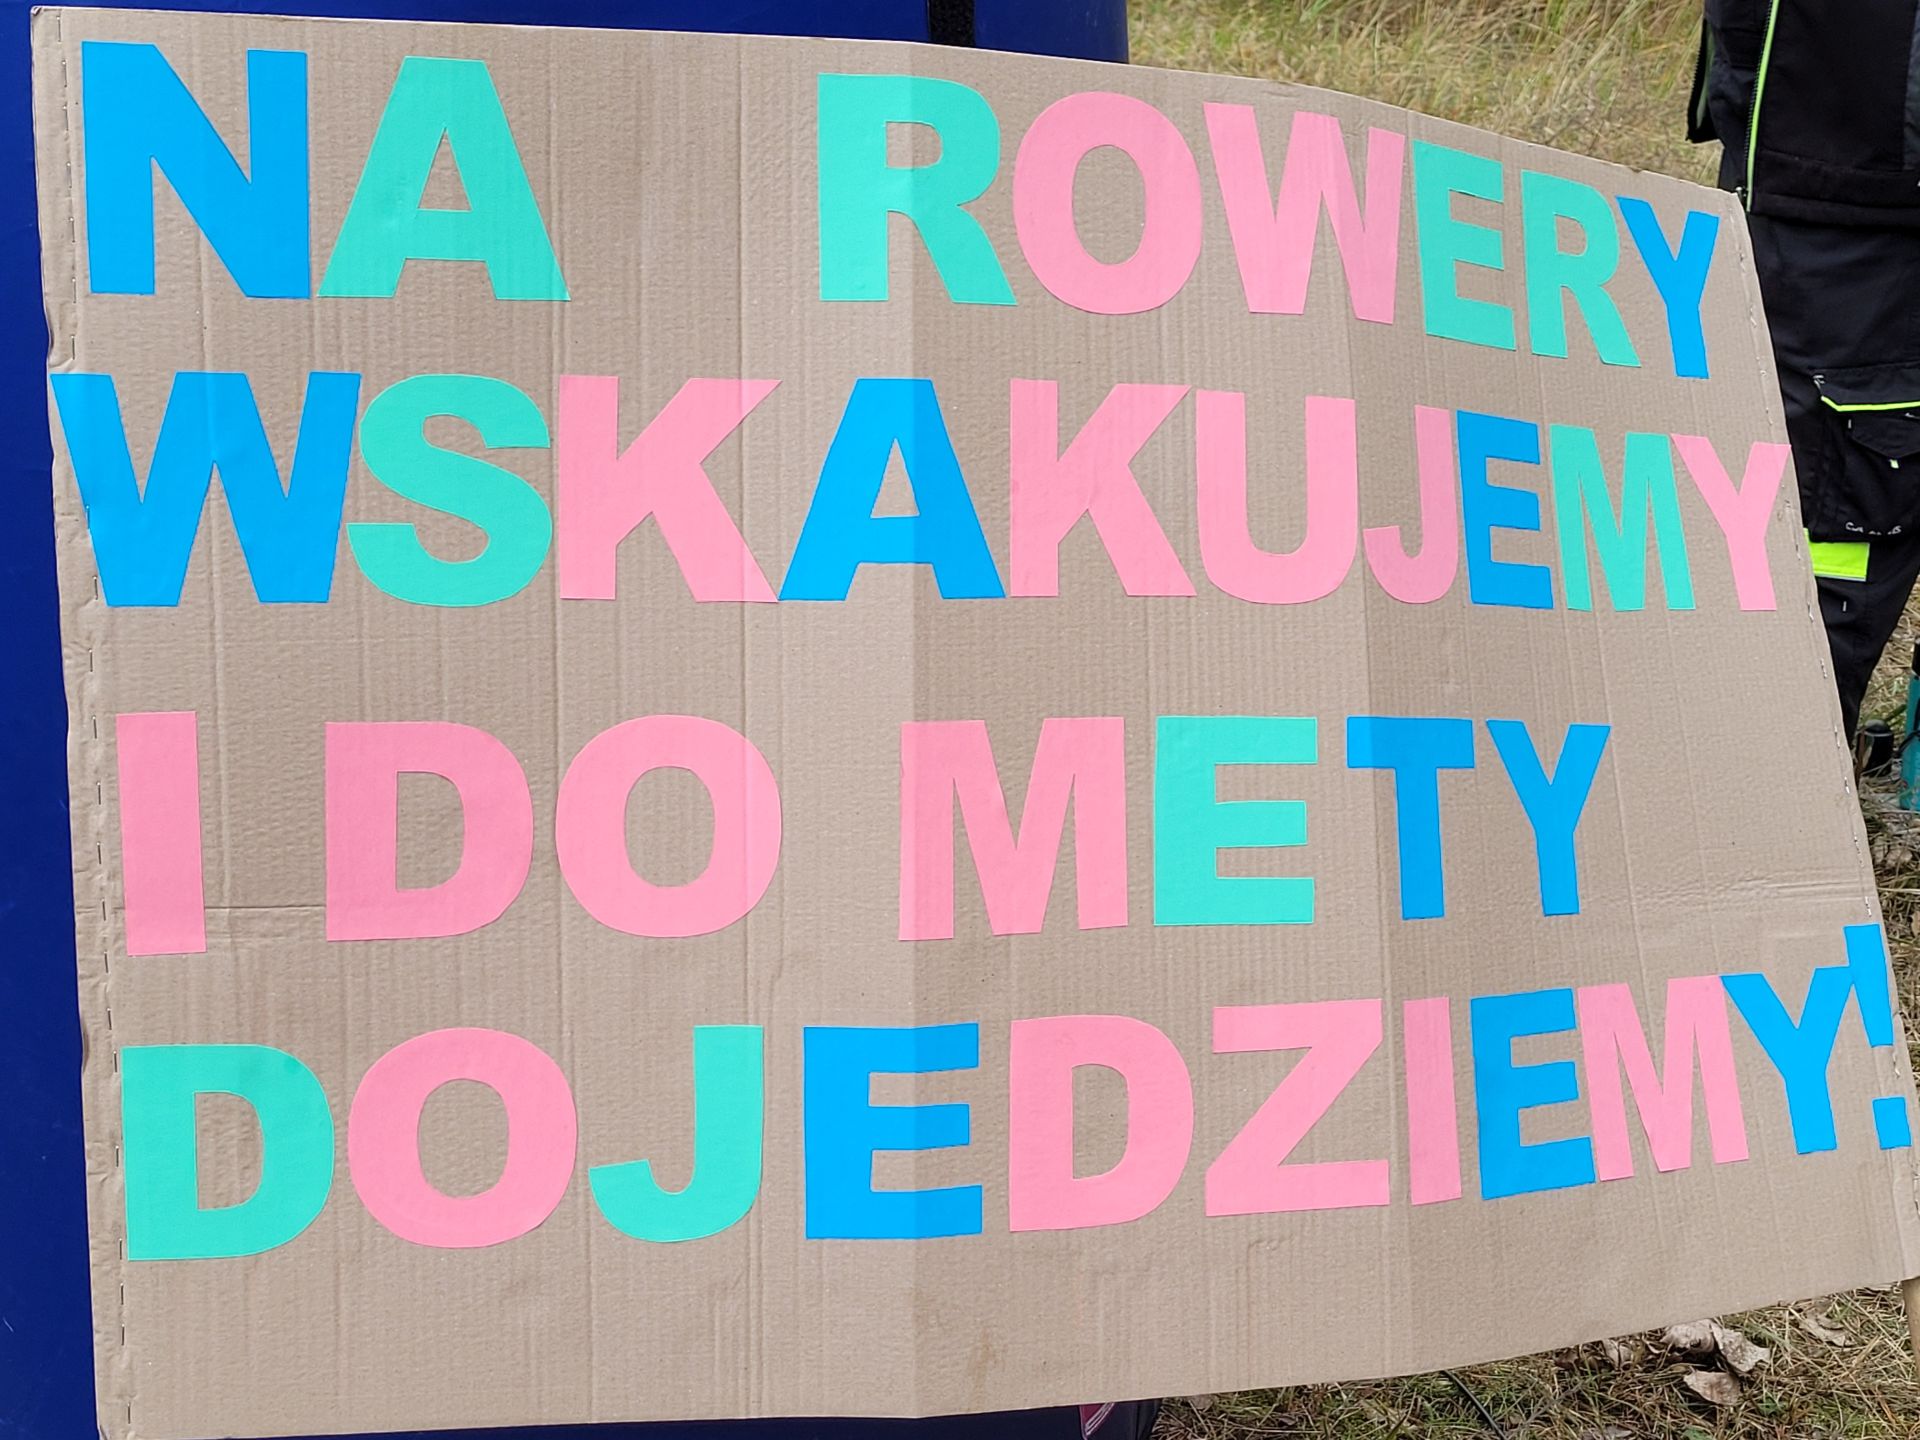 NA ROWERY
WSKAKUJEMY
I DO METY
DOJEDZIEMY!